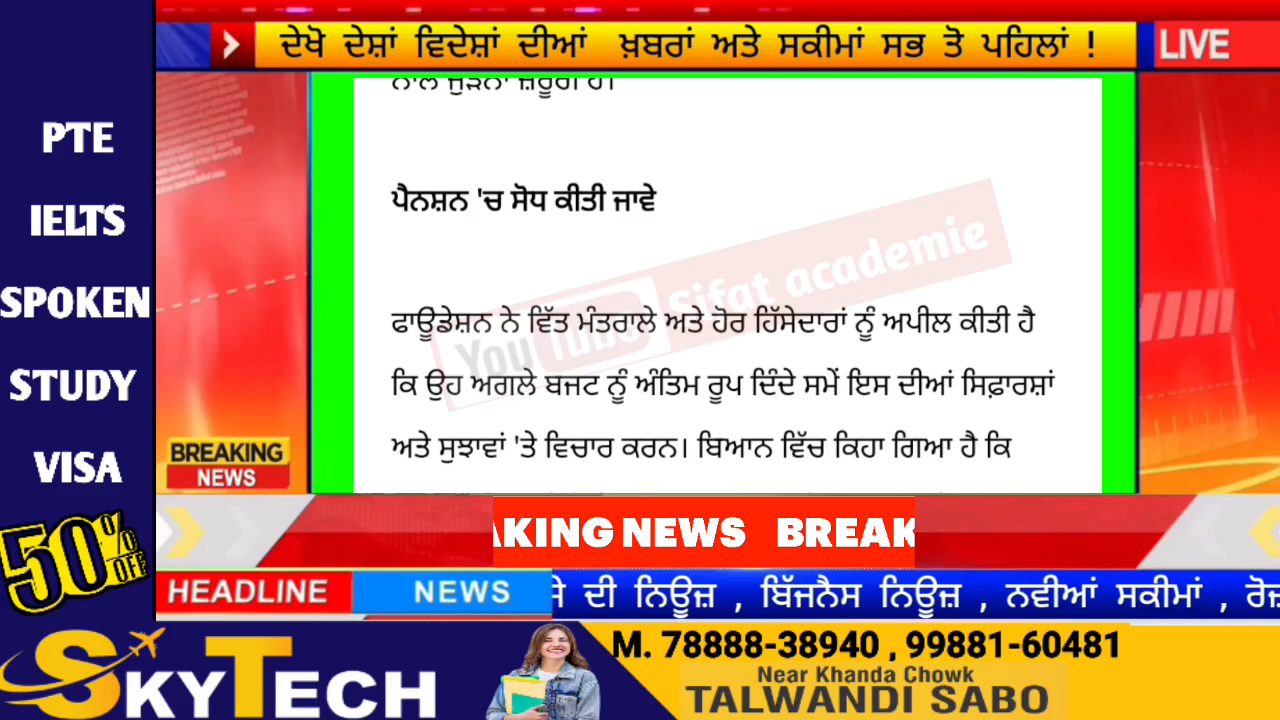 ਦੇਖੋ ਦੇਸ਼ਾਂ ਵਿਦੇਸ਼ਾਂ ਦੀਆਂ ਖ਼ਬਰਾਂ ਅਤੇ ਸਕੀਮਾਂ ਸਭ ਤੋ ਪਹਿਲਾਂ !
LIVE
PTE
IELTS
SPOKEN
STUDY
VISA
50% OFF
ਨਾਲ ਜੁੜਨਾ ਜ਼ਰੂਰੀ ਹੈ।
ਪੈਨਸ਼ਨ 'ਚ ਸੋਧ ਕੀਤੀ ਜਾਵੇ
ਫਾਊਡੇਸ਼ਨ ਨੇ ਵਿੱਤ ਮੰਤਰਾਲੇ ਅਤੇ ਹੋਰ ਹਿੱਸੇਦਾਰਾਂ ਨੂੰ ਅਪੀਲ ਕੀਤੀ ਹੈ
ਕਿ ਉਹ ਅਗਲੇ ਬਜਟ ਨੂੰ ਅੰਤਿਮ ਰੂਪ ਦਿੰਦੇ ਸਮੇਂ ਇਸ ਦੀਆਂ ਸਿਫ਼ਾਰਸ਼ਾਂ
ਅਤੇ ਸੁਝਾਵਾਂ 'ਤੇ ਵਿਚਾਰ ਕਰਨ। ਬਿਆਨ ਵਿੱਚ ਕਿਹਾ ਗਿਆ ਹੈ ਕਿ
YouTube Sifat academie
BREAKING
NEWS
AKING NEWS BREAK
HEADLINE NEWS
ਦੀ ਨਿਊਜ਼ , ਬਿੱਜਨੈਸ ਨਿਊਜ਼ , ਨਵੀਆਂ ਸਕੀਮਾਂ , ਰੋਜ਼
SKYTECH
M. 78888-38940 , 99881-60481
Near Khanda Chowk
TALWANDI SABO